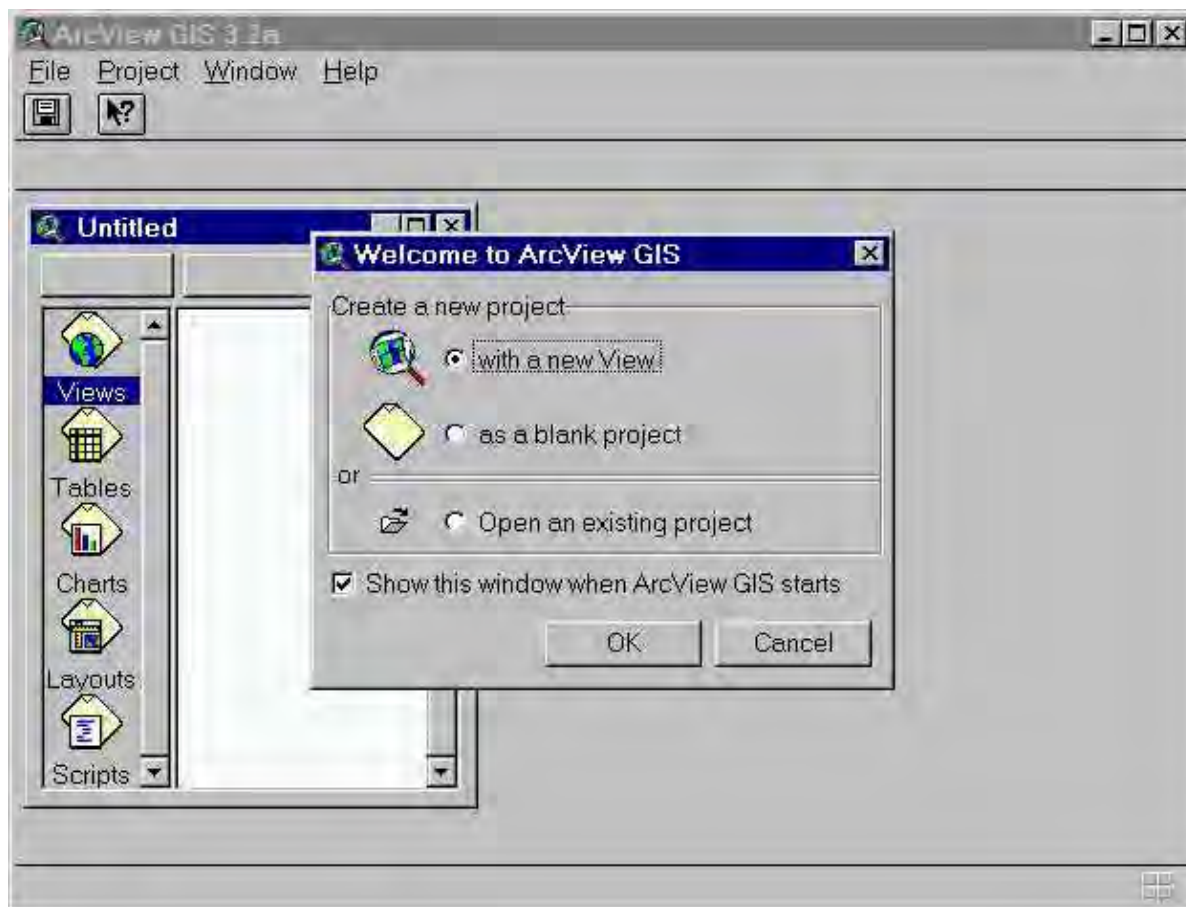 ArcView GIS 3.2a
File Project Window Help
Untitled
Welcome to ArcView GIS
Create a new project
with a new View
as a blank project
or
Open an existing project
Show this window when ArcView GIS starts
OK Cancel
Views
Tables
Charts
Layouts
Scripts